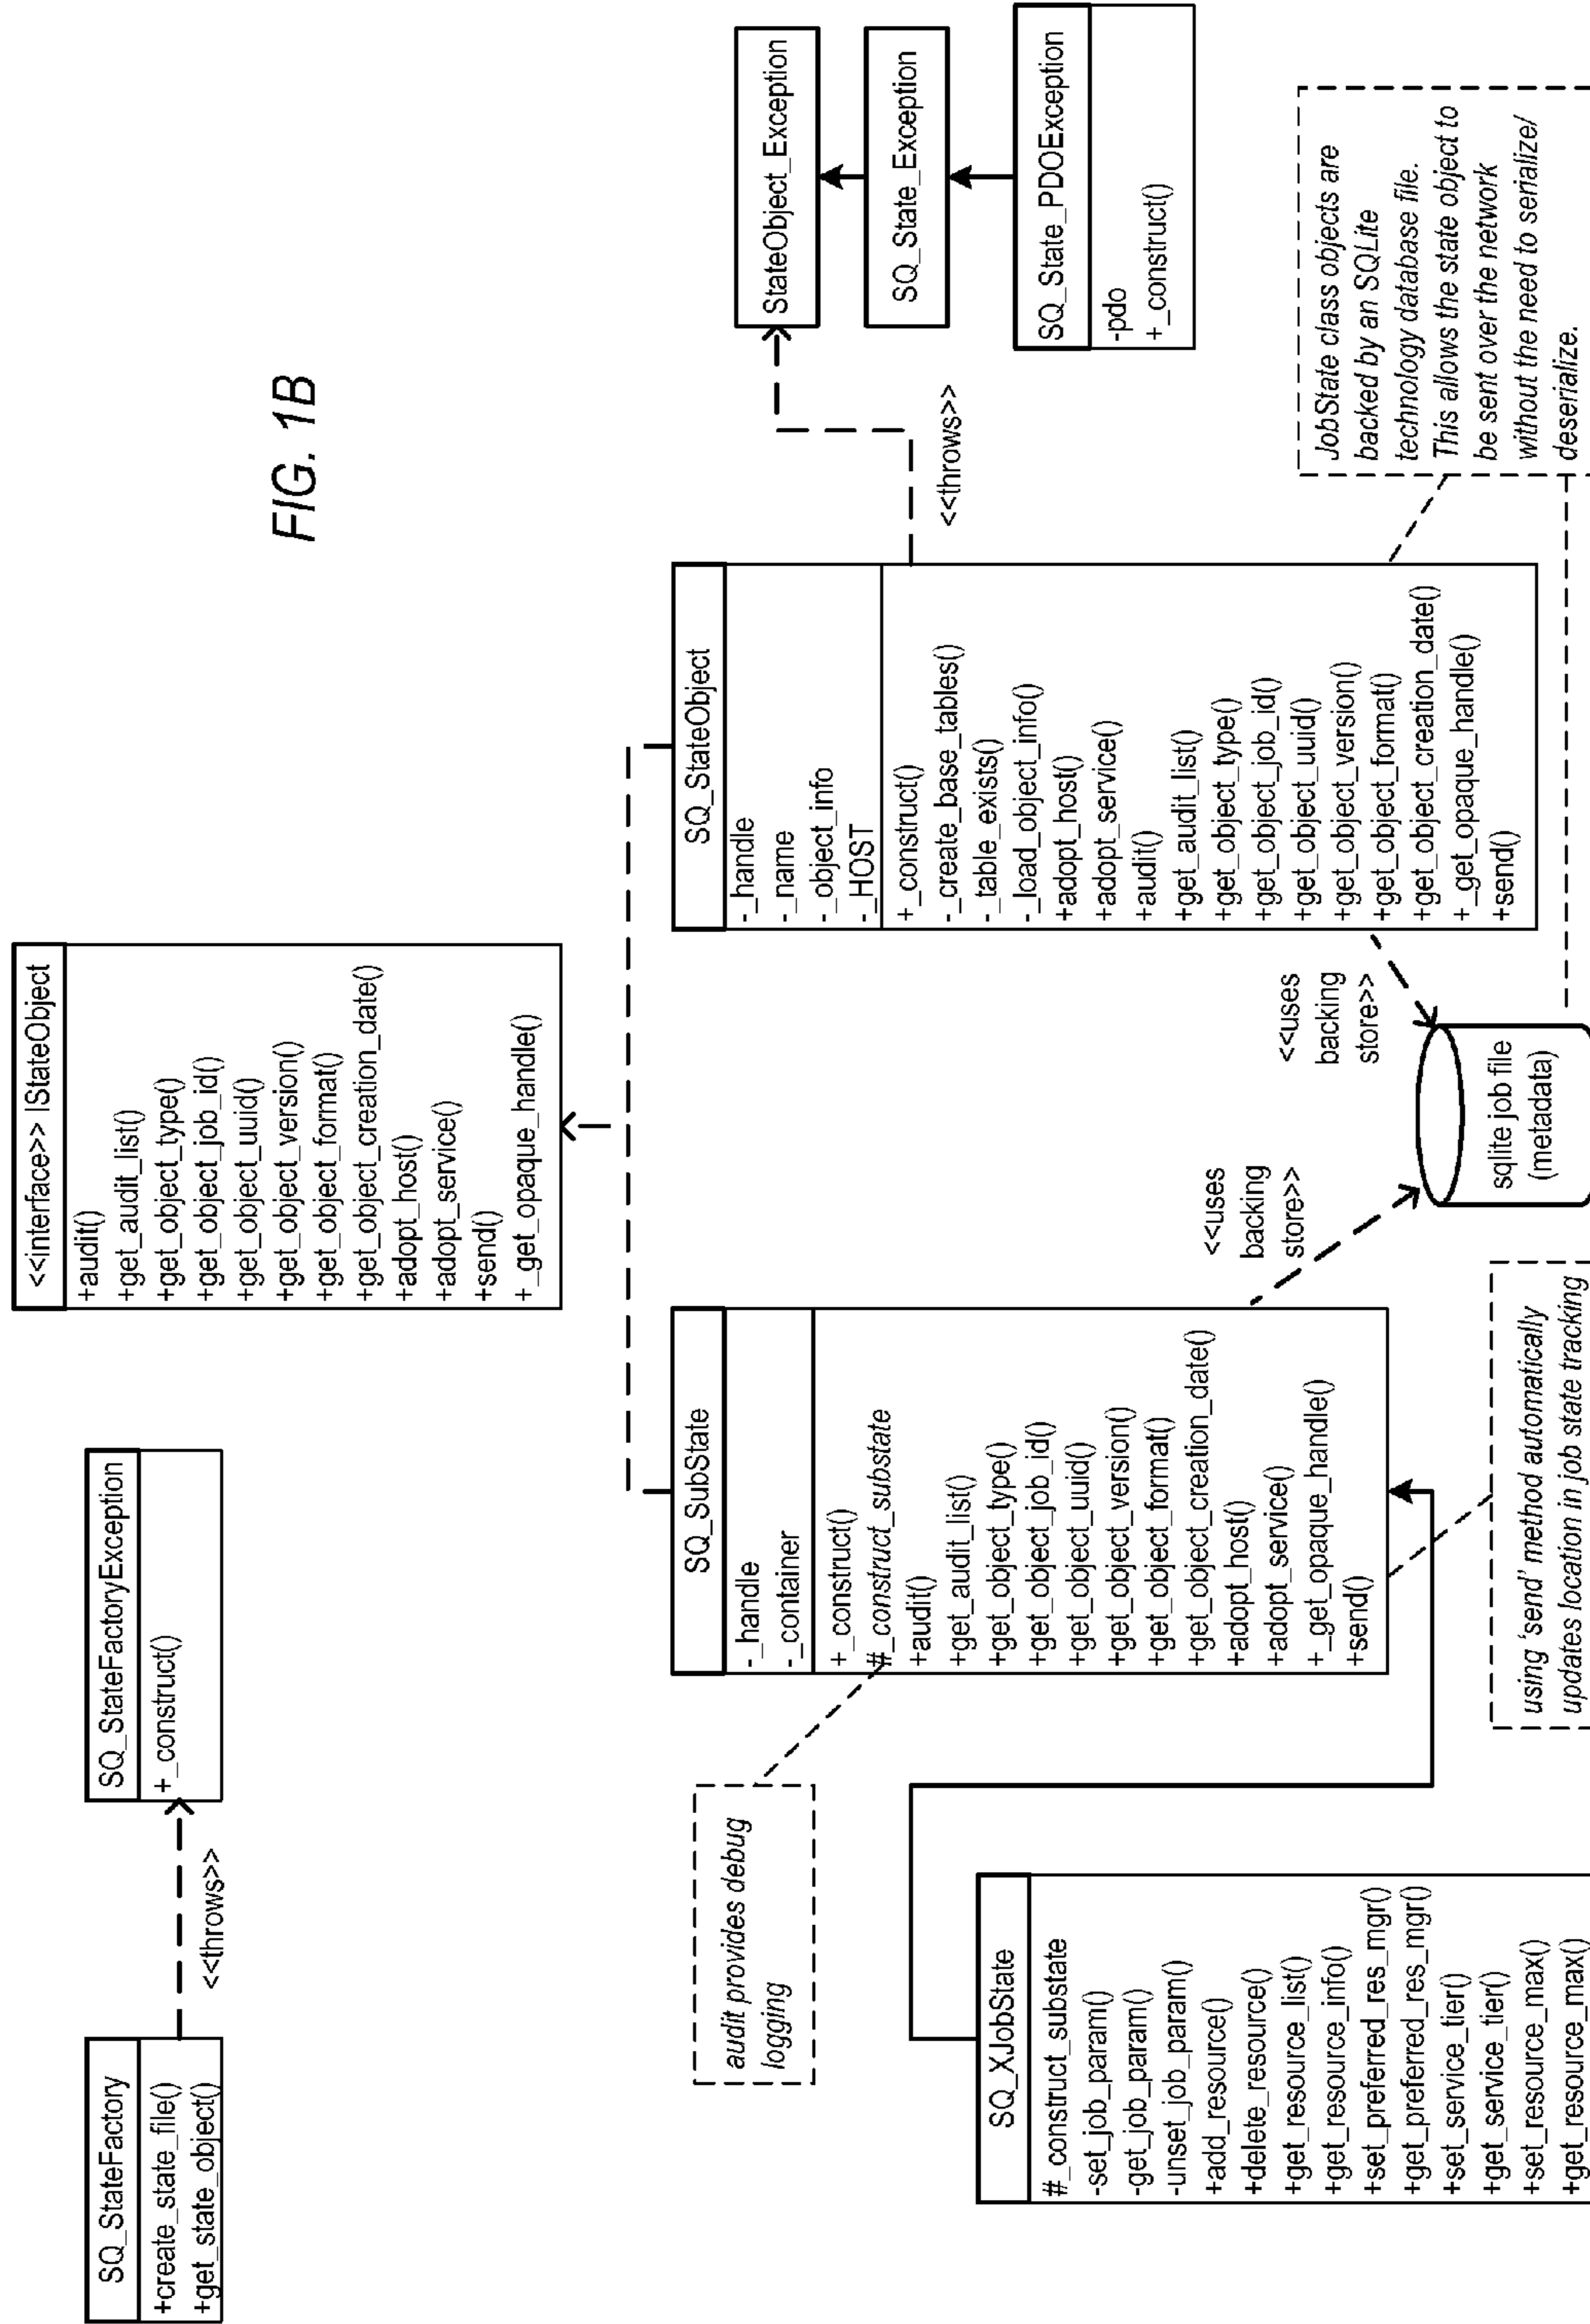 FIG. 1B
SQ_StateFactory
+create_state_file()
+get_state_object()
<<throws>>
SQ_StateFactoryException
+_construct()
<<interface>> IStateObject
+audit()
+get_audit_list()
+get_object_type()
+get_object_job_id()
+get_object_uuid()
+get_object_version()
+get_object_format()
+get_object_creation_date()
+adopt_host()
+adopt_service()
+send()
+_get_opaque_handle()
audit provides debug
logging
SQ_SubState
-_handle
-_container
+_construct()
#_construct_substate
+audit()
+get_audit_list()
+get_object_type()
+get_object_job_id()
+get_object_uuid()
+get_object_version()
+get_object_format()
+get_object_creation_date()
+adopt_host()
+adopt_service()
+_get_opaque_handle()
+send()
SQ_StateObject
-_handle
-_name
-_object_info
-_HOST
+_construct()
-_create_base_tables()
-_table_exists()
-_load_object_info()
+adopt_host()
+adopt_service()
+audit()
+get_audit_list()
+get_object_type()
+get_object_job_id()
+get_object_uuid()
+get_object_version()
+get_object_format()
+get_object_creation_date()
+_get_opaque_handle()
+send()
<<throws>>
StateObject_Exception
SQ_State_Exception
SQ_State_PDOException
-pdo
+_construct()
SQ_XJobState
#_construct_substate
-set_job_param()
-get_job_param()
-unset_job_param()
+add_resource()
+delete_resource()
+get_resource_list()
+get_resource_info()
+set_preferred_res_mgr()
+get_preferred_res_mgr()
+set_service_tier()
+get_service_tier()
+set_resource_max()
+get_resource_max()
using 'send' method automatically
updates location in job state tracking
<<uses
backing
store>>
<<uses
backing
store>>
sqlite job file
(metadata)
JobState class objects are
backed by an SQLite
technology database file.
This allows the state object to
be sent over the network
without the need to serialize/
deserialize.